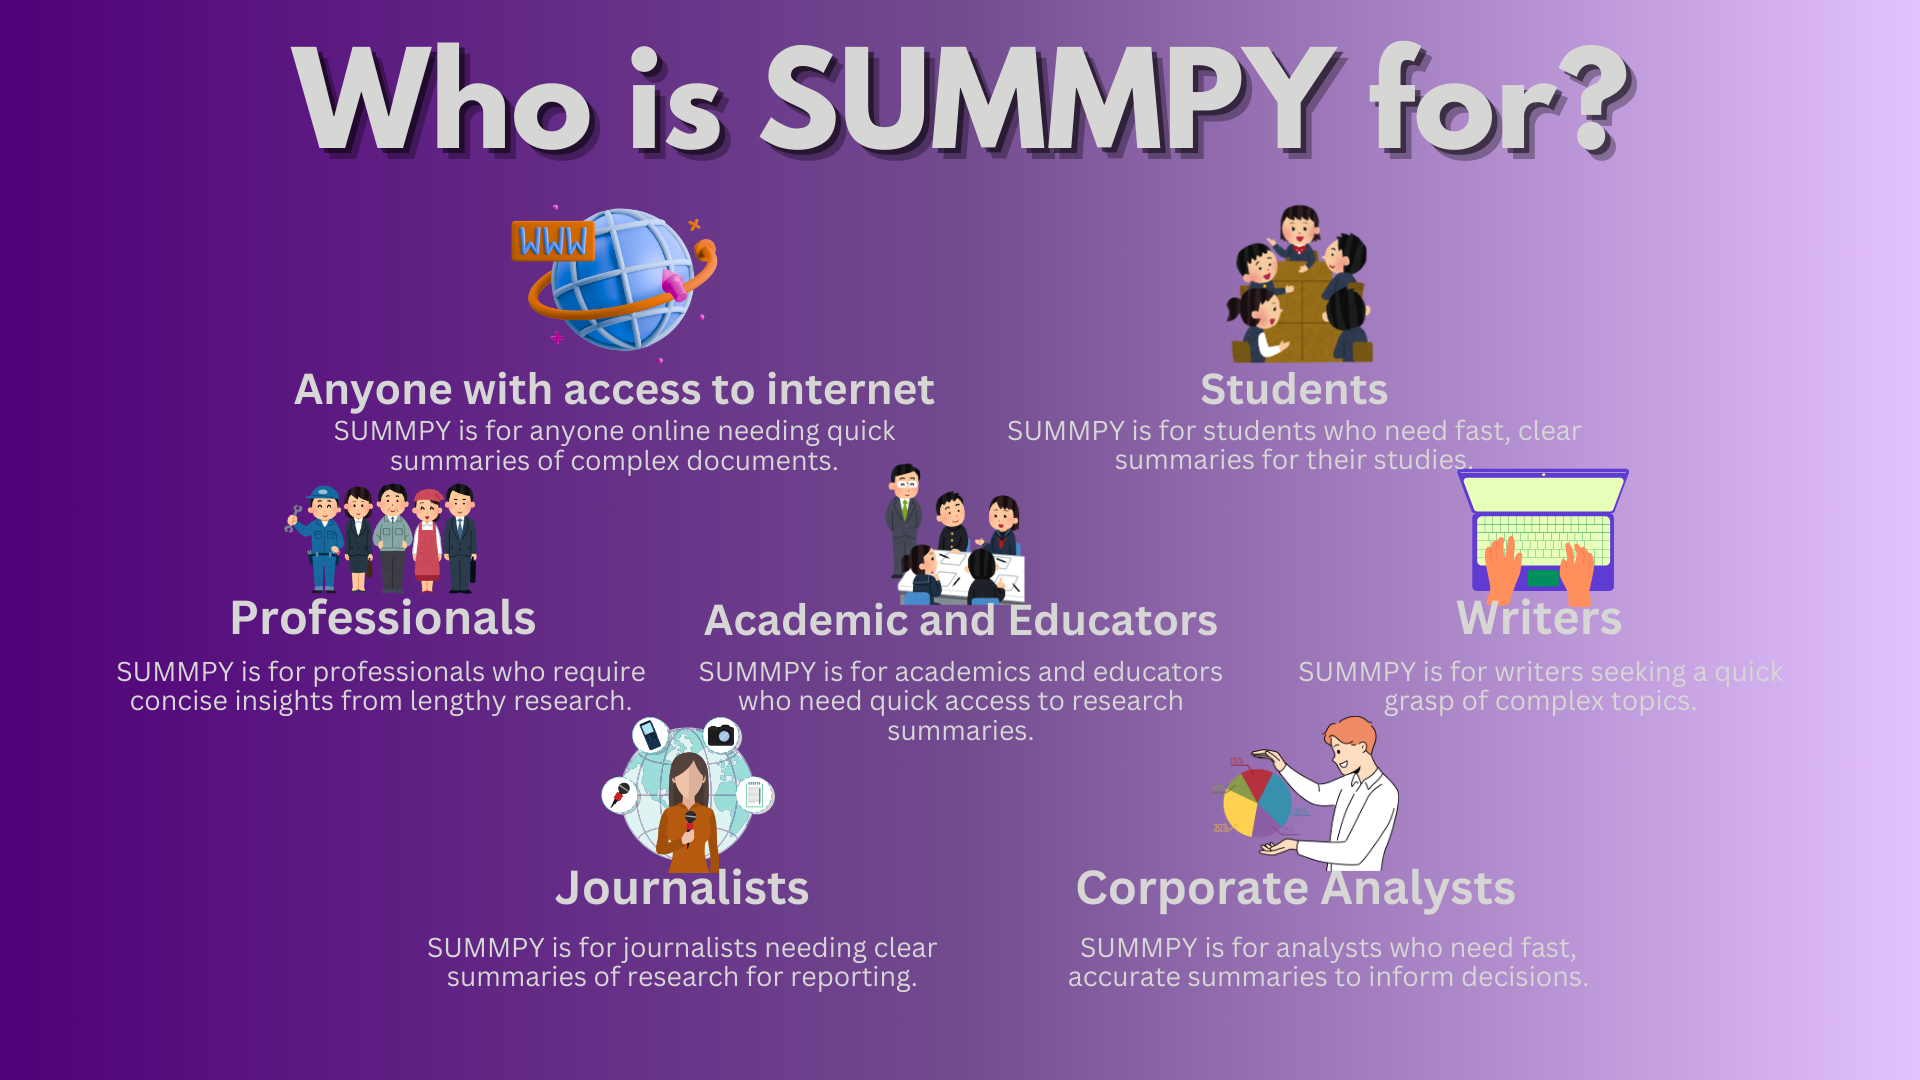 Who is SUMMPY for?
WWW
Anyone with access to internet
SUMMPY is for anyone online needing quick
summaries of complex documents.
Students
SUMMPY is for students who need fast, clear
summaries for their studies.
Professionals
SUMMPY is for professionals who require
concise insights from lengthy research.
Academic and Educators
SUMMPY is for academics and educators
who need quick access to research
summaries.
Writers
SUMMPY is for writers seeking a quick
grasp of complex topics.
Journalists
SUMMPY is for journalists needing clear
summaries of research for reporting.
15%
30%
Corporate Analysts
SUMMPY is for analysts who need fast,
accurate summaries to inform decisions.